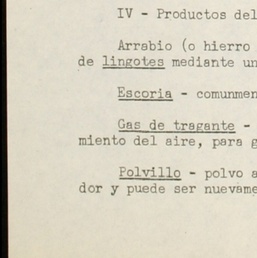 IV - Productos del
Arrabio (o hierro
de lingotes mediante un
Escoria - comunmen
Gas de tragante -
miento del aire, para g
Polvillo - polvo a
dor y puede ser nuevame